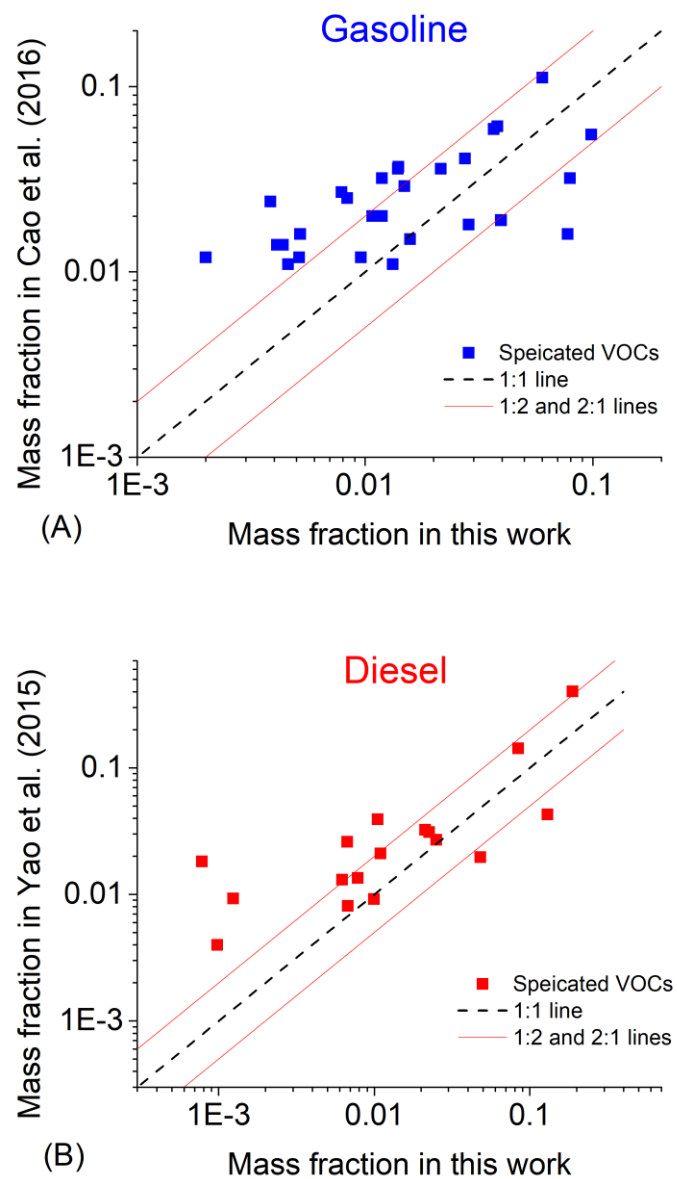 Gasoline
Mass fraction in Cao et al. (2016)
0.1
0.01
1E-3
Speicated VOCs
1:1 line
1:2 and 2:1 lines
1E-3
0.01
0.1
(A)
Mass fraction in this work
Diesel
Mass fraction in Yao et al. (2015)
0.1
0.01
1E-3
Speicated VOCs
1:1 line
1:2 and 2:1 lines
1E-3
0.01
0.1
(B)
Mass fraction in this work